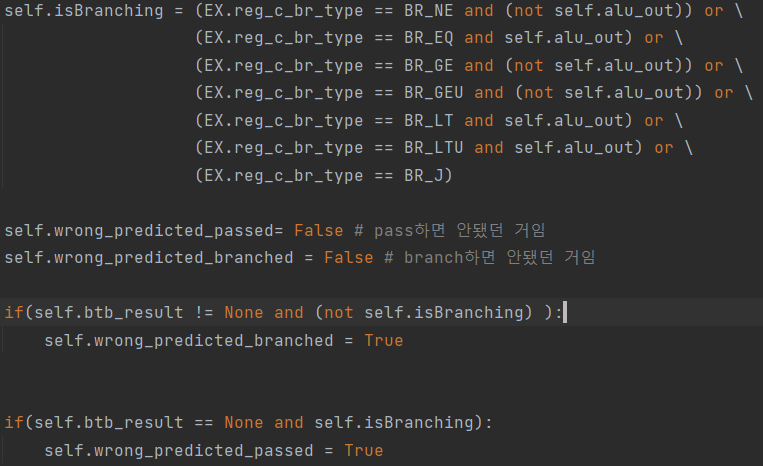 self.isBranching = (EX.reg_c_br_type == BR_NE and (not self.alu_out)) or \
(EX.reg_c_br_type == BR_EQ and self.alu_out) or \
(EX.reg_c_br_type == BR_GE and (not self.alu_out)) or \
(EX.reg_c_br_type == BR_GEU and (not self.alu_out)) or \
(EX.reg_c_br_type == BR_LT and self.alu_out) or \
(EX.reg_c_br_type == BR_LTU and self.alu_out) or \
(EX.reg_c_br_type == BR_J)
self.wrong_predicted_passed= False # pass하면 안됐던 거임
self.wrong_predicted_branched = False # branch하면 안됐던 거임
if(self.btb_result != None and (not self.isBranching) ):
self.wrong_predicted_branched = True
if(self.btb_result == None and self.isBranching):
self.wrong_predicted_passed = True